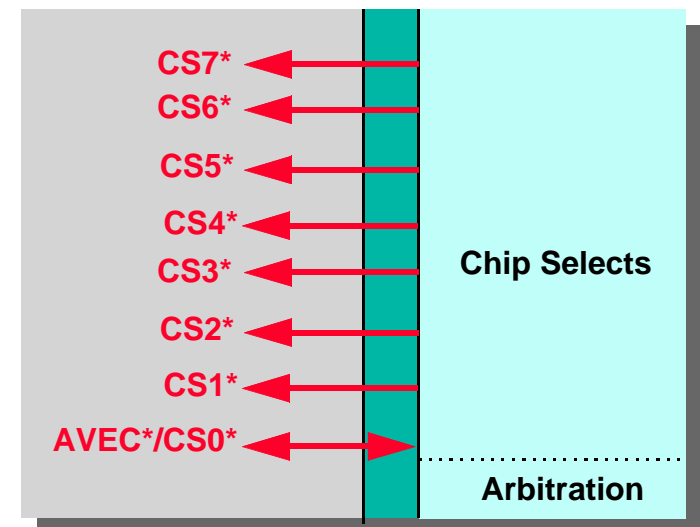 CS7*
CS6*
CS5*
CS4*
CS3*
CS2*
CS1*
AVEC*/CS0*
Chip Selects
Arbitration